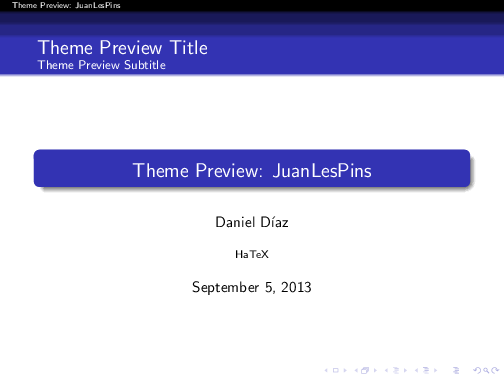 Theme Preview: JuanLesPins
Theme Preview Title
Theme Preview Subtitle
Theme Preview: JuanLesPins
Daniel Díaz
HaTeX
September 5, 2013